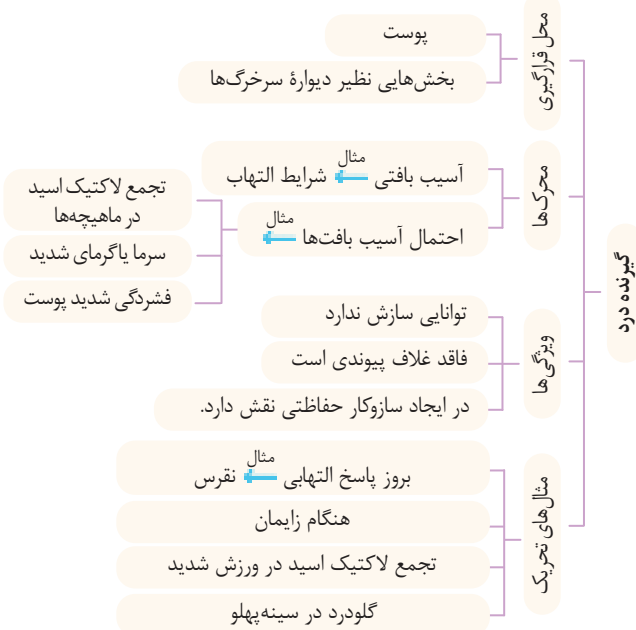 گیرنده درد
محل قرارگیری
پوست
بخش‌هایی نظیر دیوارهٔ سرخرگ‌ها
محرک‌ها
مثال
آسیب بافتی ← شرایط التهاب
مثال
احتمال آسیب بافت‌ها ←
تجمع لاکتیک اسید
در ماهیچه‌ها
سرما یاگرمای شدید
فشردگی شدید پوست
ویژگی‌ها
توانایی سازش ندارد
فاقد غلاف پیوندی است
در ایجاد سازوکار حفاظتی نقش دارد.
مثال‌های تحریک
مثال
بروز پاسخ التهابی ← نقرس
هنگام زایمان
تجمع لاکتیک اسید در ورزش شدید
گلودرد در سینه‌پهلو